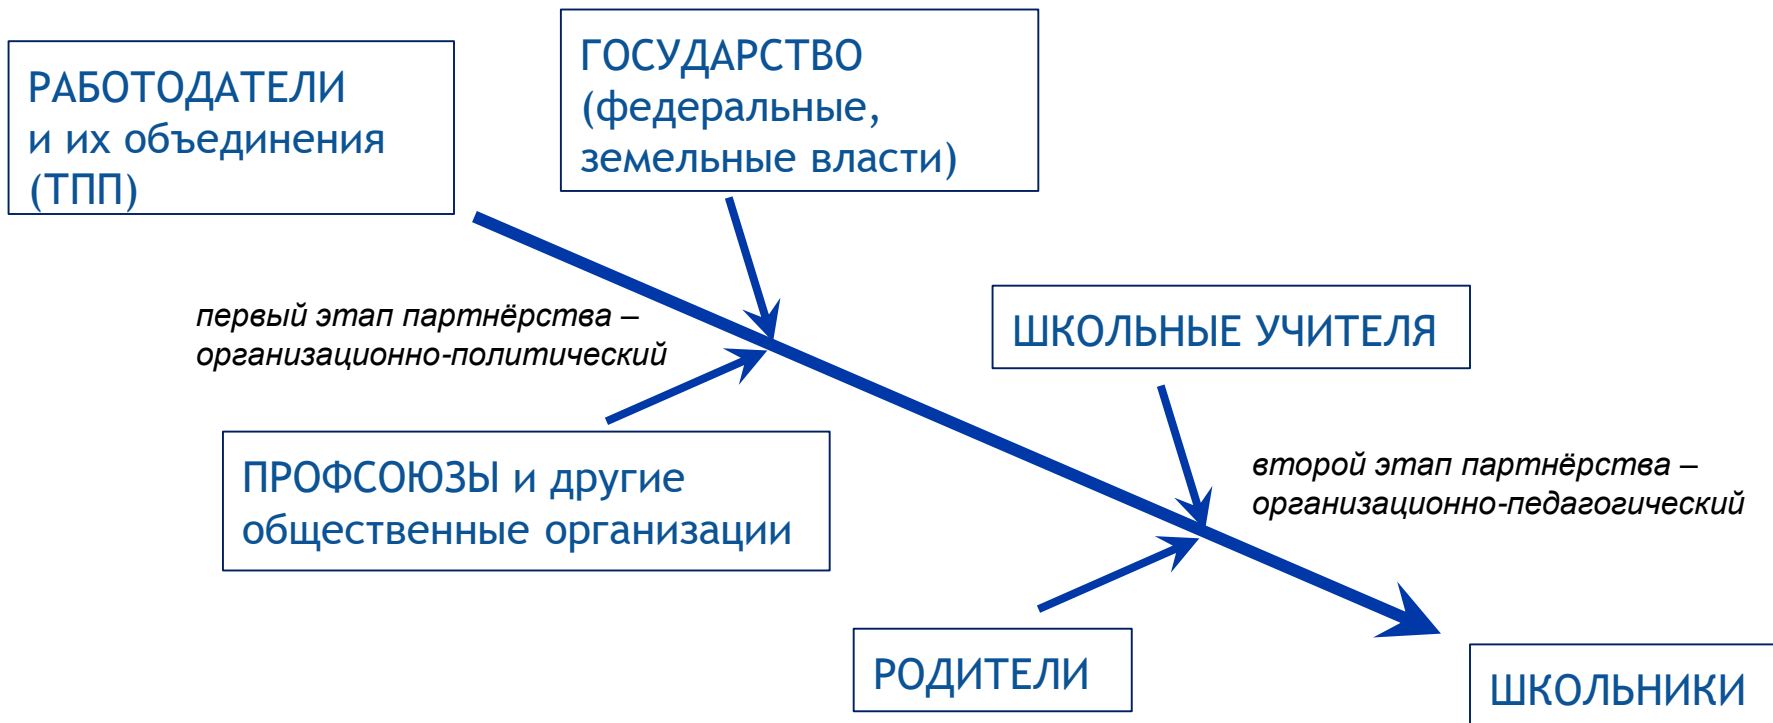 РАБОТОДАТЕЛИ
и их объединения
(ТПП)
ГОСУДАРСТВО
(федеральные,
земельные власти)
первый этап партнёрства –
организационно-политический
ШКОЛЬНЫЕ УЧИТЕЛЯ
ПРОФСОЮЗЫ и другие
общественные организации
второй этап партнёрства –
организационно-педагогический
РОДИТЕЛИ
ШКОЛЬНИКИ